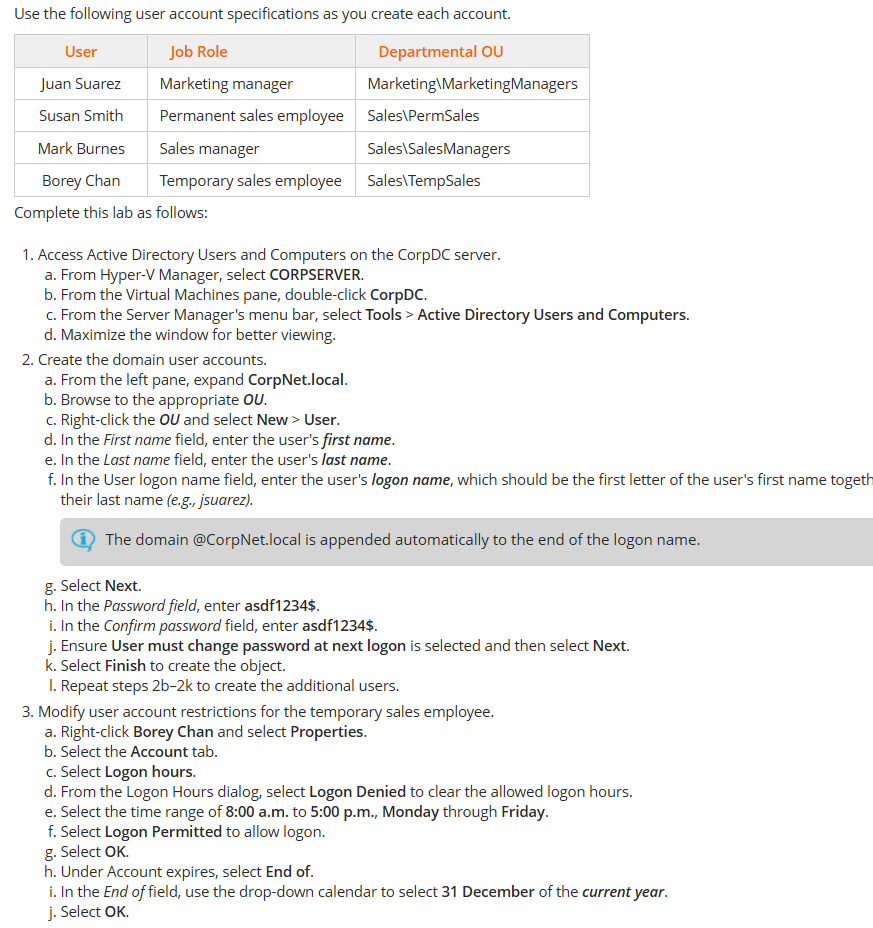 Use the following user account specifications as you create each account.
User Job Role Departmental OU
Juan Suarez Marketing manager Marketing\MarketingManagers
Susan Smith Permanent sales employee Sales\PermSales
Mark Burnes Sales manager Sales\SalesManagers
Borey Chan Temporary sales employee Sales\TempSales
Complete this lab as follows:
1. Access Active Directory Users and Computers on the CorpDC server.
a. From Hyper-V Manager, select CORPSERVER.
b. From the Virtual Machines pane, double-click CorpDC.
c. From the Server Manager's menu bar, select Tools > Active Directory Users and Computers.
d. Maximize the window for better viewing.
2. Create the domain user accounts.
a. From the left pane, expand CorpNet.local.
b. Browse to the appropriate OU.
c. Right-click the OU and select New > User.
d. In the First name field, enter the user's first name.
e. In the Last name field, enter the user's last name.
f. In the User logon name field, enter the user's logon name, which should be the first letter of the user's first name togeth
their last name (e.g., jsuarez).
The domain @CorpNet.local is appended automatically to the end of the logon name.
g. Select Next.
h. In the Password field, enter asdf1234$.
i. In the Confirm password field, enter asdf1234$.
j. Ensure User must change password at next logon is selected and then select Next.
k. Select Finish to create the object.
l. Repeat steps 2b–2k to create the additional users.
3. Modify user account restrictions for the temporary sales employee.
a. Right-click Borey Chan and select Properties.
b. Select the Account tab.
c. Select Logon hours.
d. From the Logon Hours dialog, select Logon Denied to clear the allowed logon hours.
e. Select the time range of 8:00 a.m. to 5:00 p.m., Monday through Friday.
f. Select Logon Permitted to allow logon.
g. Select OK.
h. Under Account expires, select End of.
i. In the End of field, use the drop-down calendar to select 31 December of the current year.
j. Select OK.